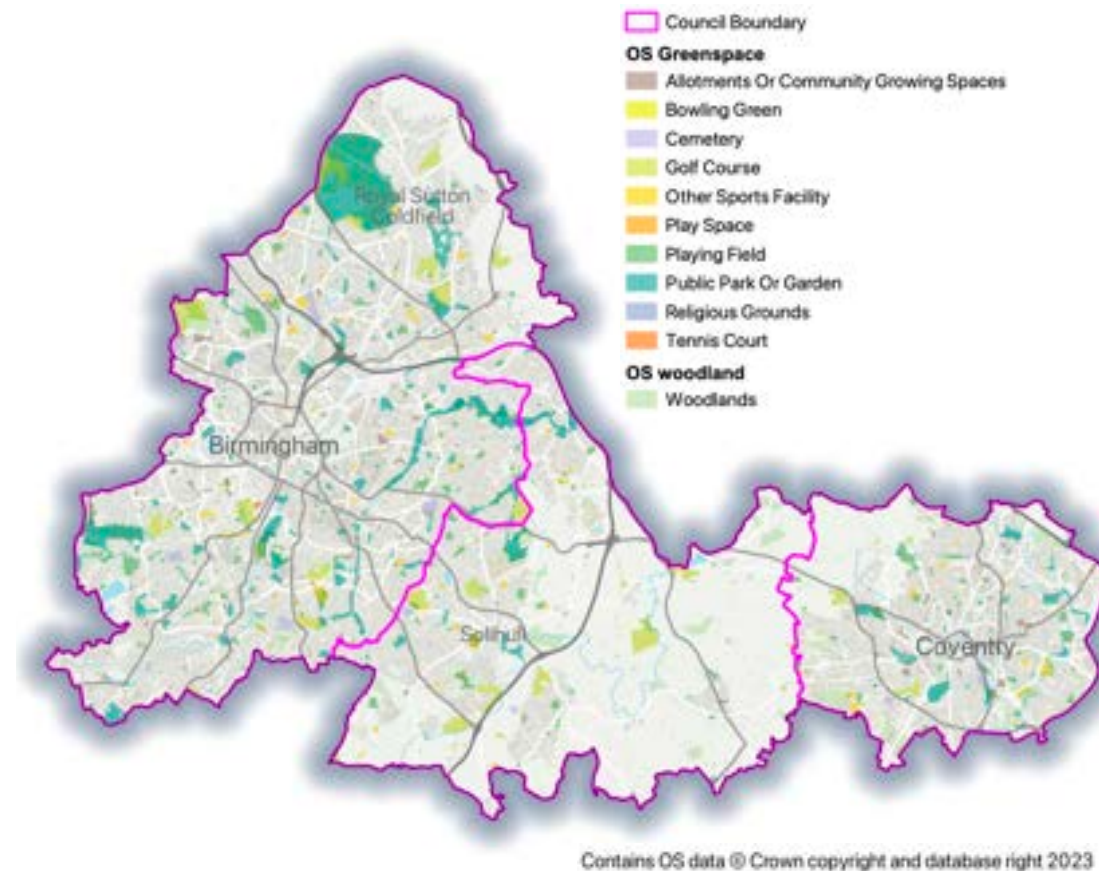 Council Boundary
OS Greenspace
Allotments Or Community Growing Spaces
Bowling Green
Cemetery
Golf Course
Other Sports Facility
Play Space
Playing Field
Public Park Or Garden
Religious Grounds
Tennis Court
OS woodland
Woodlands
Royal Sutton
Coldfield
Birmingham
Solihull
Coventry
Contains OS data © Crown copyright and database right 2023